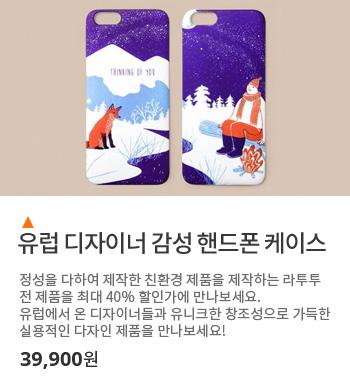 THINKING OF YOU
유럽 디자이너 감성 핸드폰 케이스
정성을 다하여 제작한 친환경 제품을 제작하는 라투투
전 제품을 최대 40% 할인가에 만나보세요.
유럽에서 온 디자이너들과 유니크한 창조성으로 가득한
실용적인 다자인 제품을 만나보세요!
39,900원